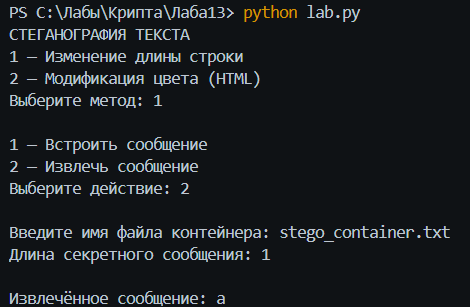 PS C:\Лабы\Крипта\Лаба13> python lab.py
СТЕГАНОГРАФИЯ ТЕКСТА
1 — Изменение длины строки
2 — Модификация цвета (HTML)
Выберите метод: 1
1 — Встроить сообщение
2 — Извлечь сообщение
Выберите действие: 2
Введите имя файла контейнера: stego_container.txt
Длина секретного сообщения: 1
Извлечённое сообщение: a